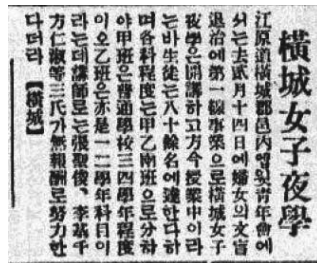 橫城女子夜學
江原道橫城郡邑內엡윗靑年會에
서는去貳月十四日에婦女의文盲
退治에第一線事業으로橫城女子
夜學을開講하고方今授業中이라
는바生徒는八十餘名에達한다하
며各科程度는甲乙兩班으로分하
야甲班은普通學校三四學年程度
이오乙班은亦是一二學年科目이
라는데講師로는張聖俊、李基千
方仁淑等三氏가無報酬로努力한
다더라 【橫城】